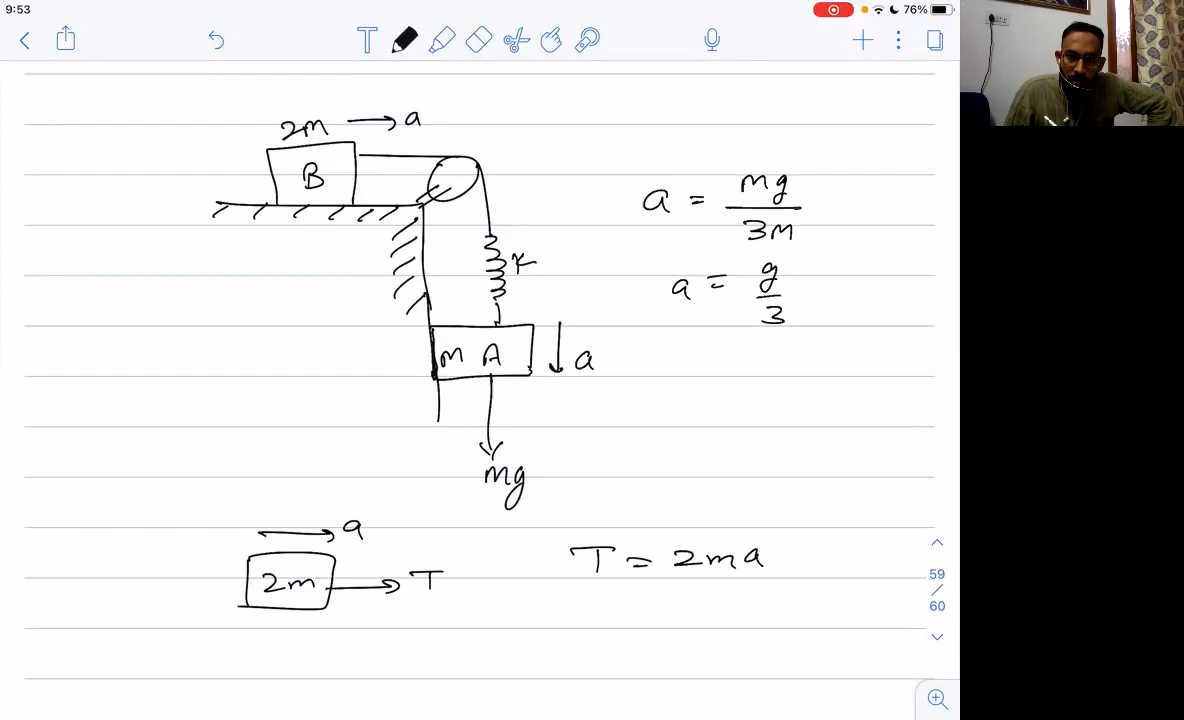 9:53
76%
T
2m → a
B
a = mg / 3m
K
a = g / 3
m A
↓ a
mg
→ a
2m → T
T = 2ma
59
/
60